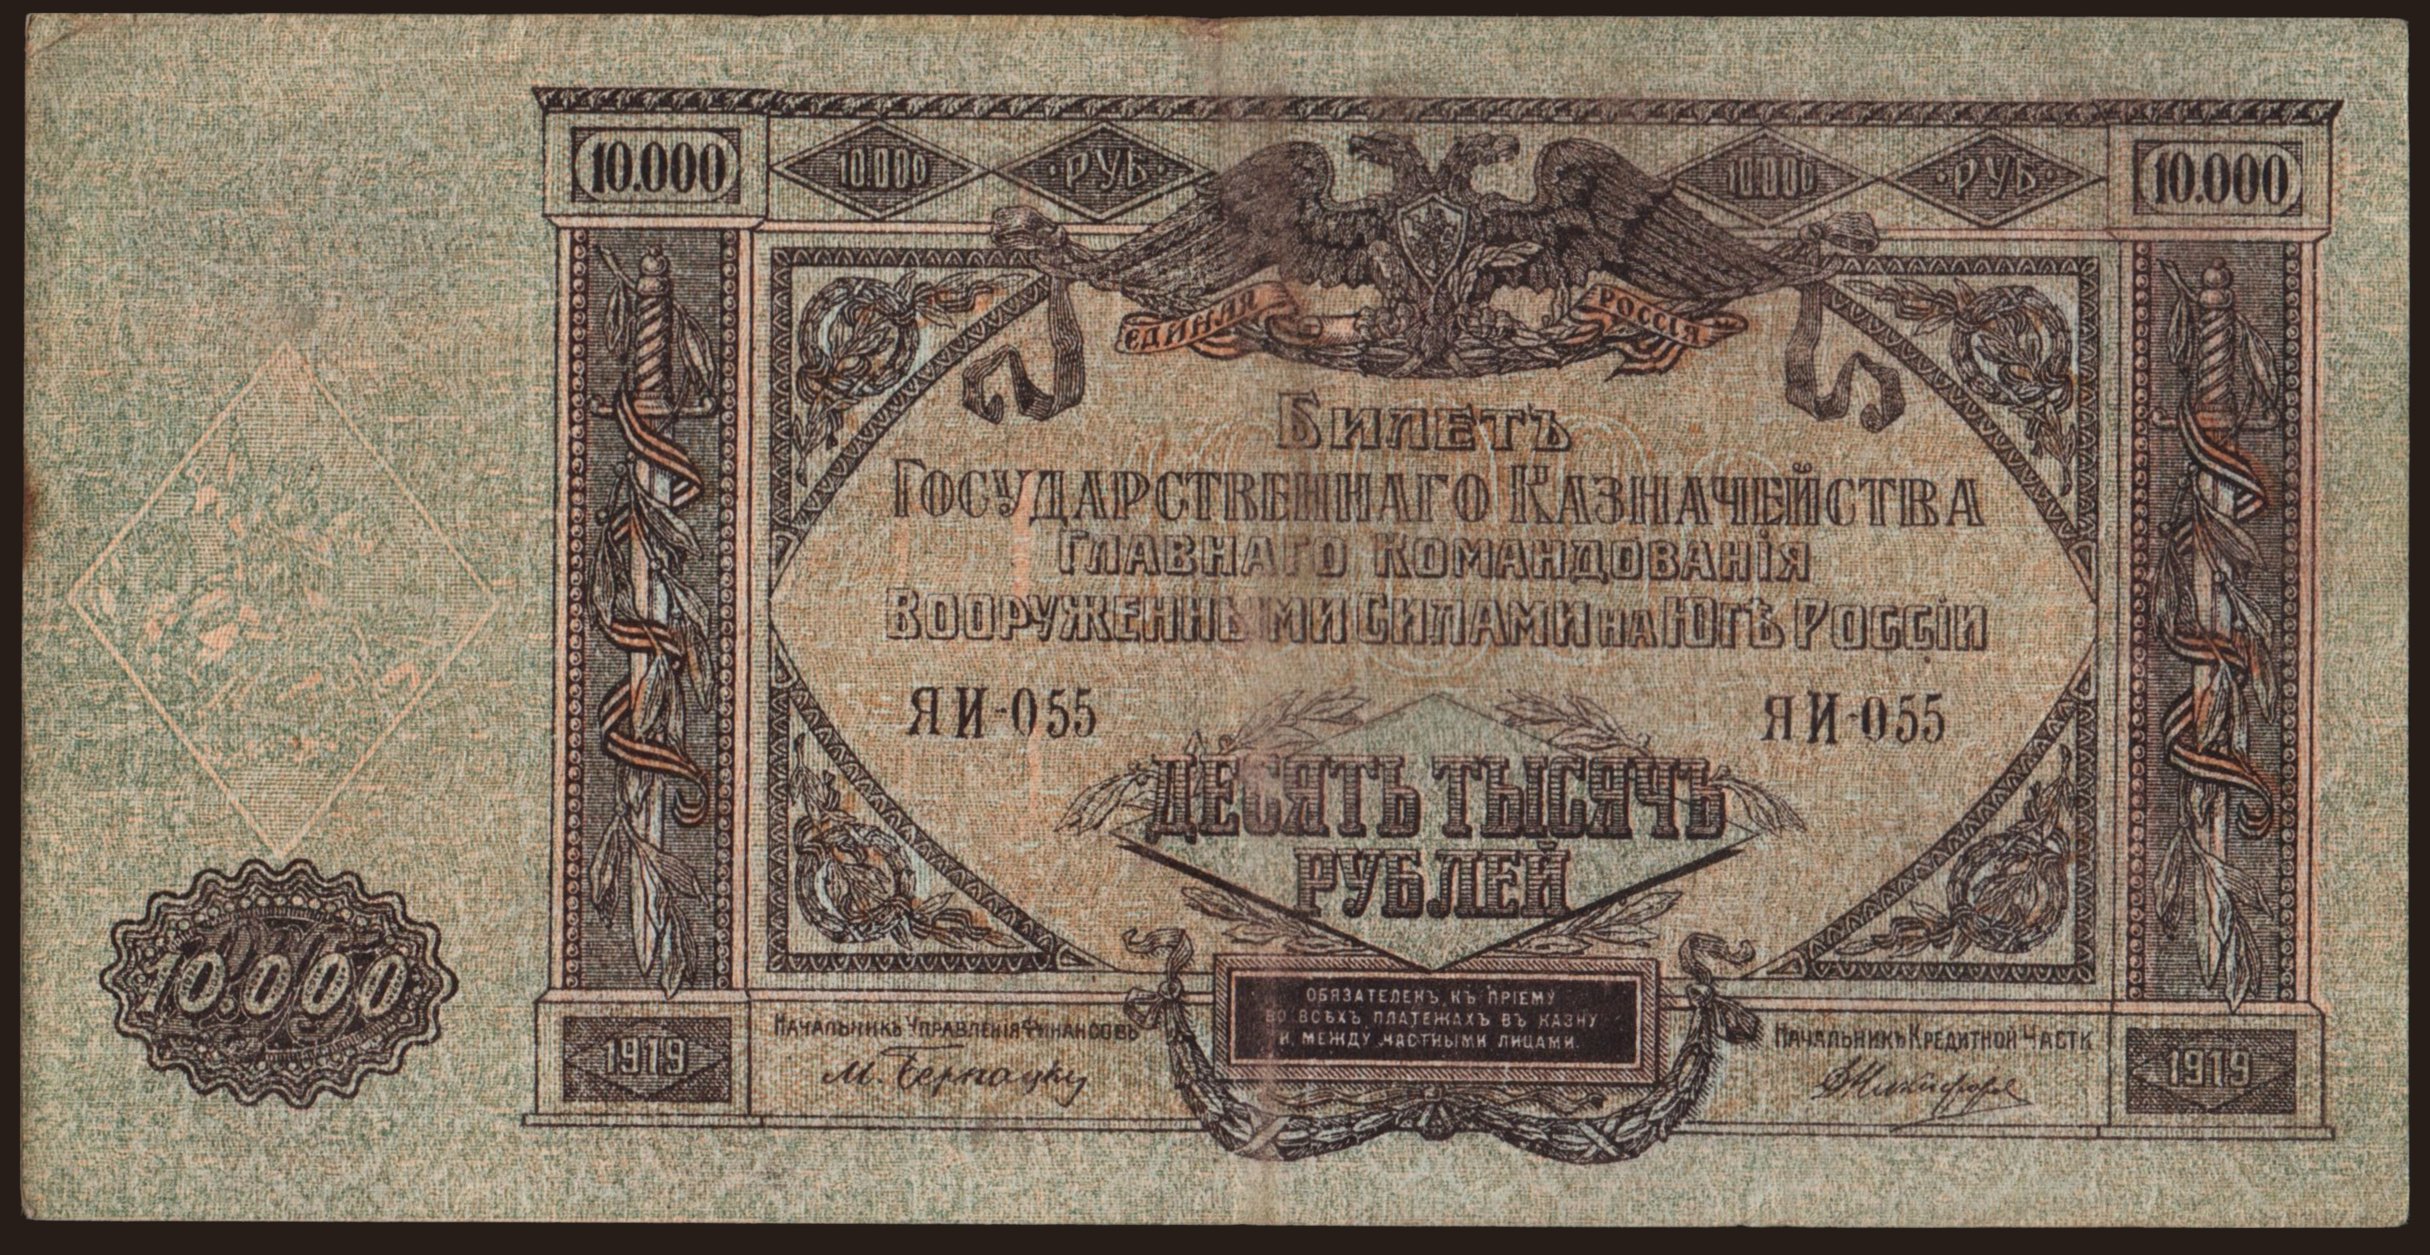 10.000 10.000 ·РУБ· 10.000 ·РУБ· 10.000
ЕДИНАЯ РОССІЯ
БИЛЕТЪ
ГОСУДАРСТВЕННАГО КАЗНАЧЕЙСТВА
ГЛАВНАГО КОМАНДОВАНІЯ
ВООРУЖЕННЫМИ СИЛАМИ НА ЮГѢ РОССІИ
ЯИ-055 ЯИ-055
ДЕСЯТЬ ТЫСЯЧЪ
РУБЛЕЙ
10.000
ОБЯЗАТЕЛЕНЪ КЪ ПРІЕМУ
ВО ВСѢХЪ ПЛАТЕЖАХЪ ВЪ КАЗНУ
И МЕЖДУ ЧАСТНЫМИ ЛИЦАМИ.
1919 НАЧАЛЬНИКЪ УПРАВЛЕНІЯ ФИНАНСОВЪ НАЧАЛЬНИКЪ КРЕДИТНОЙ ЧАСТИ 1919
М. Бернацкій